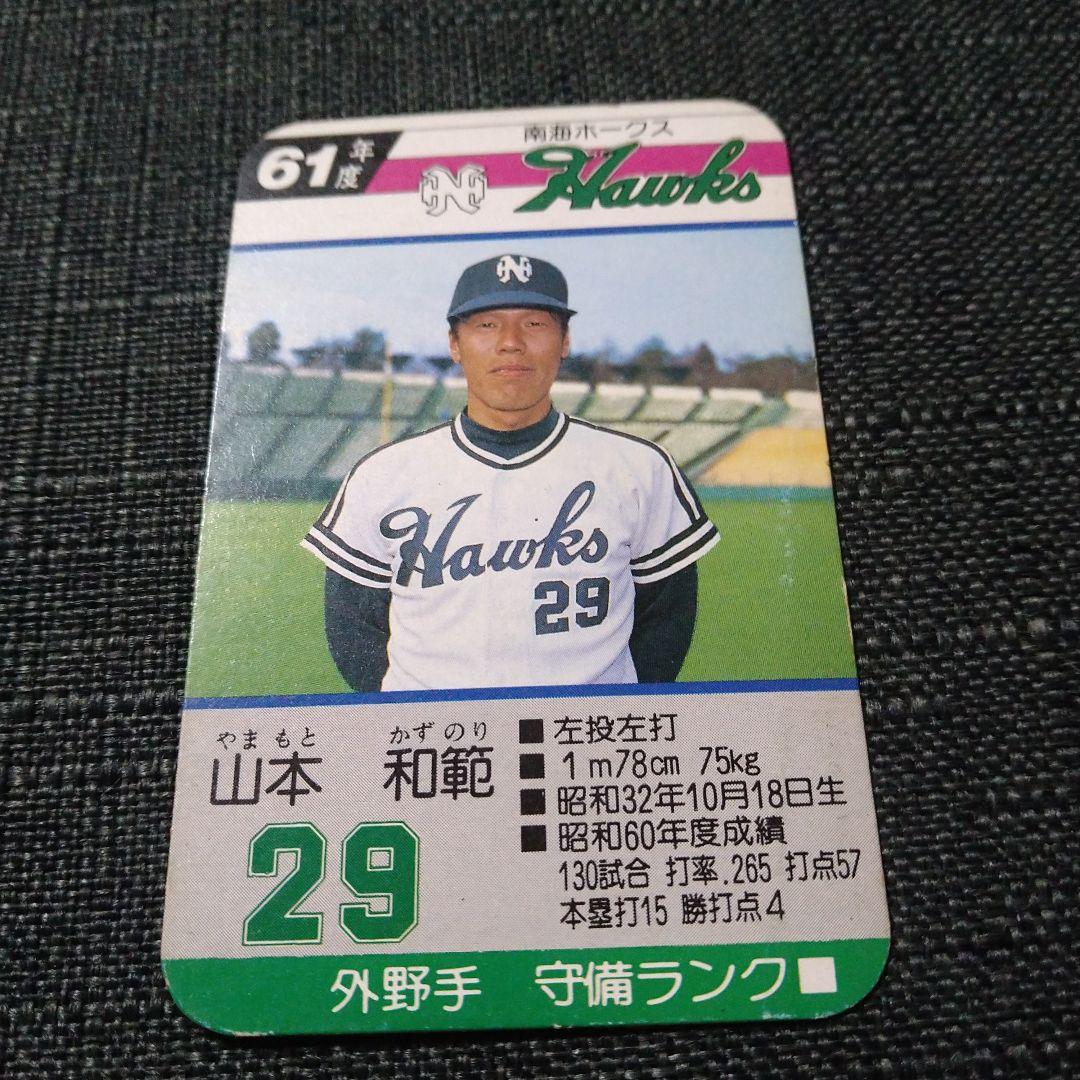 61年度
南海ホークス
NH
Hawks
NH
Hawks
29
やまもと かずのり
山本 和範
29
■左投左打
■1m78cm 75kg
■昭和32年10月18日生
■昭和60年度成績
130試合 打率.265 打点57
本塁打15 勝打点4
外野手 守備ランク■